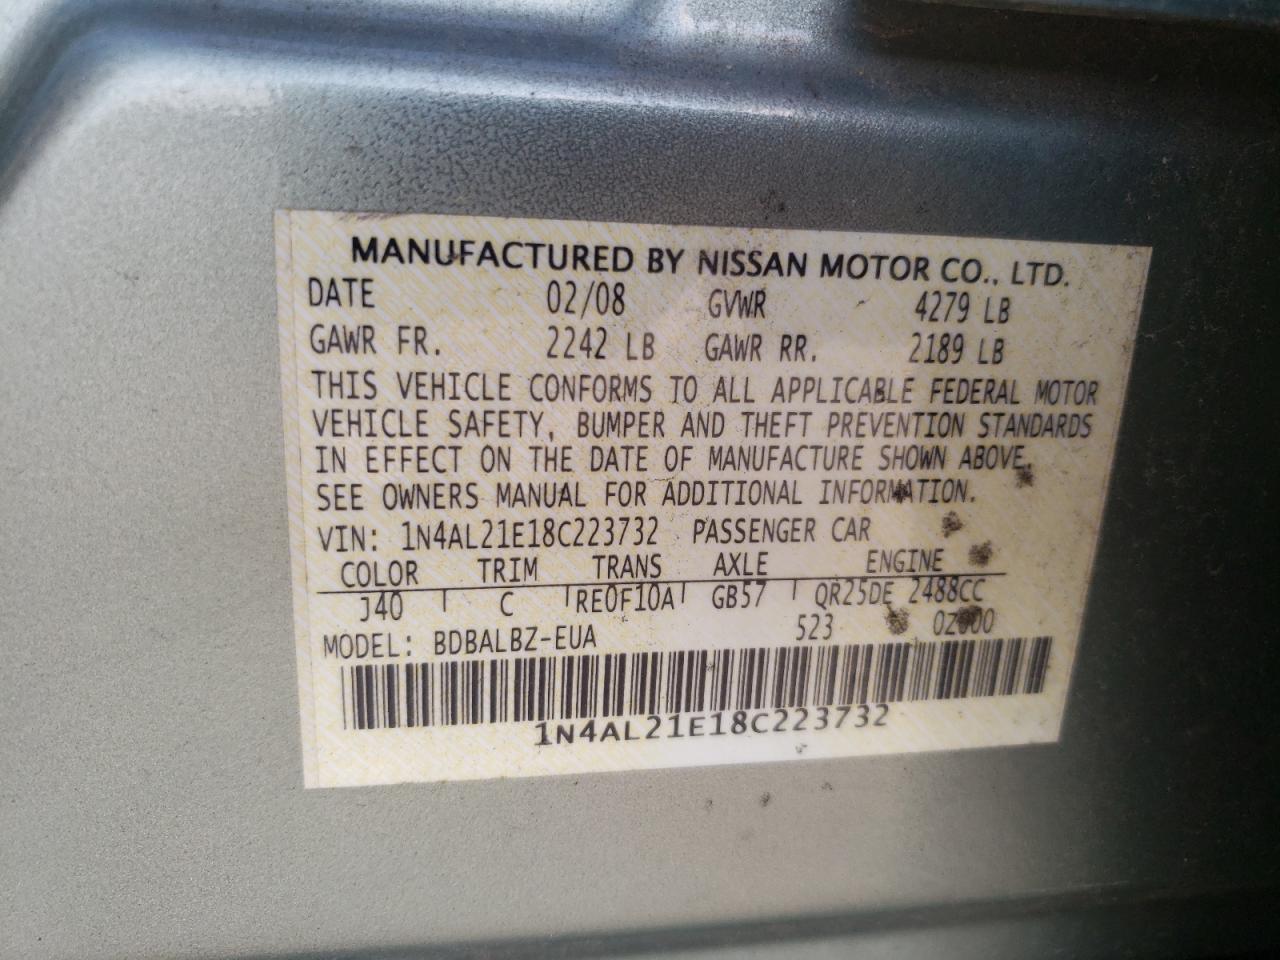 MANUFACTURED BY NISSAN MOTOR CO., LTD.
DATE 02/08 GVWR 4279 LB
GAWR FR. 2242 LB GAWR RR. 2189 LB
THIS VEHICLE CONFORMS TO ALL APPLICABLE FEDERAL MOTOR
VEHICLE SAFETY, BUMPER AND THEFT PREVENTION STANDARDS
IN EFFECT ON THE DATE OF MANUFACTURE SHOWN ABOVE.
SEE OWNERS MANUAL FOR ADDITIONAL INFORMATION.
VIN: 1N4AL21E18C223732 PASSENGER CAR
COLOR TRIM TRANS AXLE ENGINE
J40 C RE0F10A GB57 QR25DE 2488CC
MODEL: BDBALBZ-EUA 523
1N4AL21E18C223732